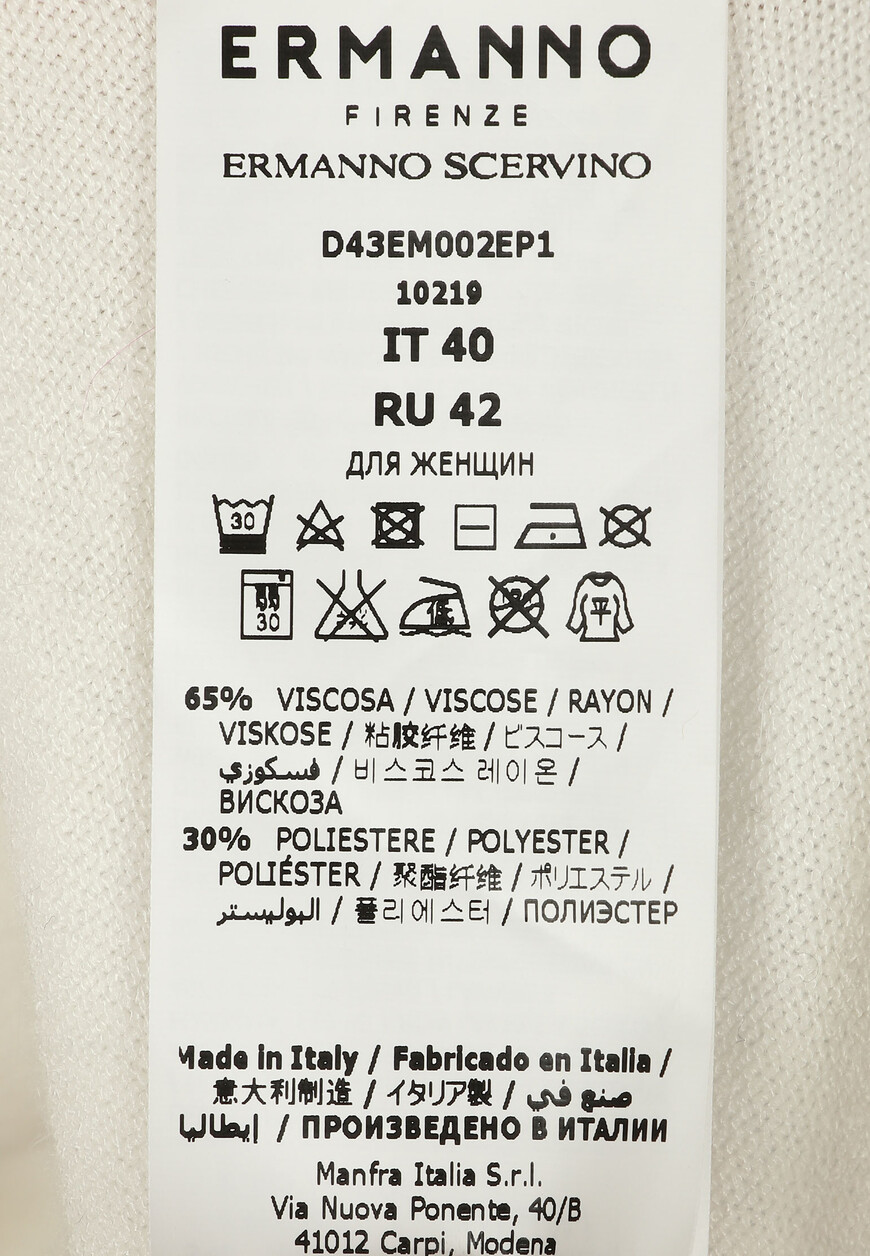 ERMANNO
FIRENZE
ERMANNO SCERVINO
D43EM002EP1
10219
IT 40
RU 42
ДЛЯ ЖЕНЩИН
30
30 低 平
65% VISCOSA / VISCOSE / RAYON /
VISKOSE / 粘胶纤维 / ビスコース /
فسكوزي / 비스코스 레이온 /
ВИСКОЗА
30% POLIESTERE / POLYESTER /
POLIÉSTER / 聚酯纤维 / ポリエステル /
البوليستر / 폴리에스터 / ПОЛИЭСТЕР
Made in Italy / Fabricado en Italia /
意大利制造 / イタリア製 / صنع في
إيطاليا / ПРОИЗВЕДЕНО В ИТАЛИИ
Manfra Italia S.r.l.
Via Nuova Ponente, 40/B
41012 Carpi, Modena